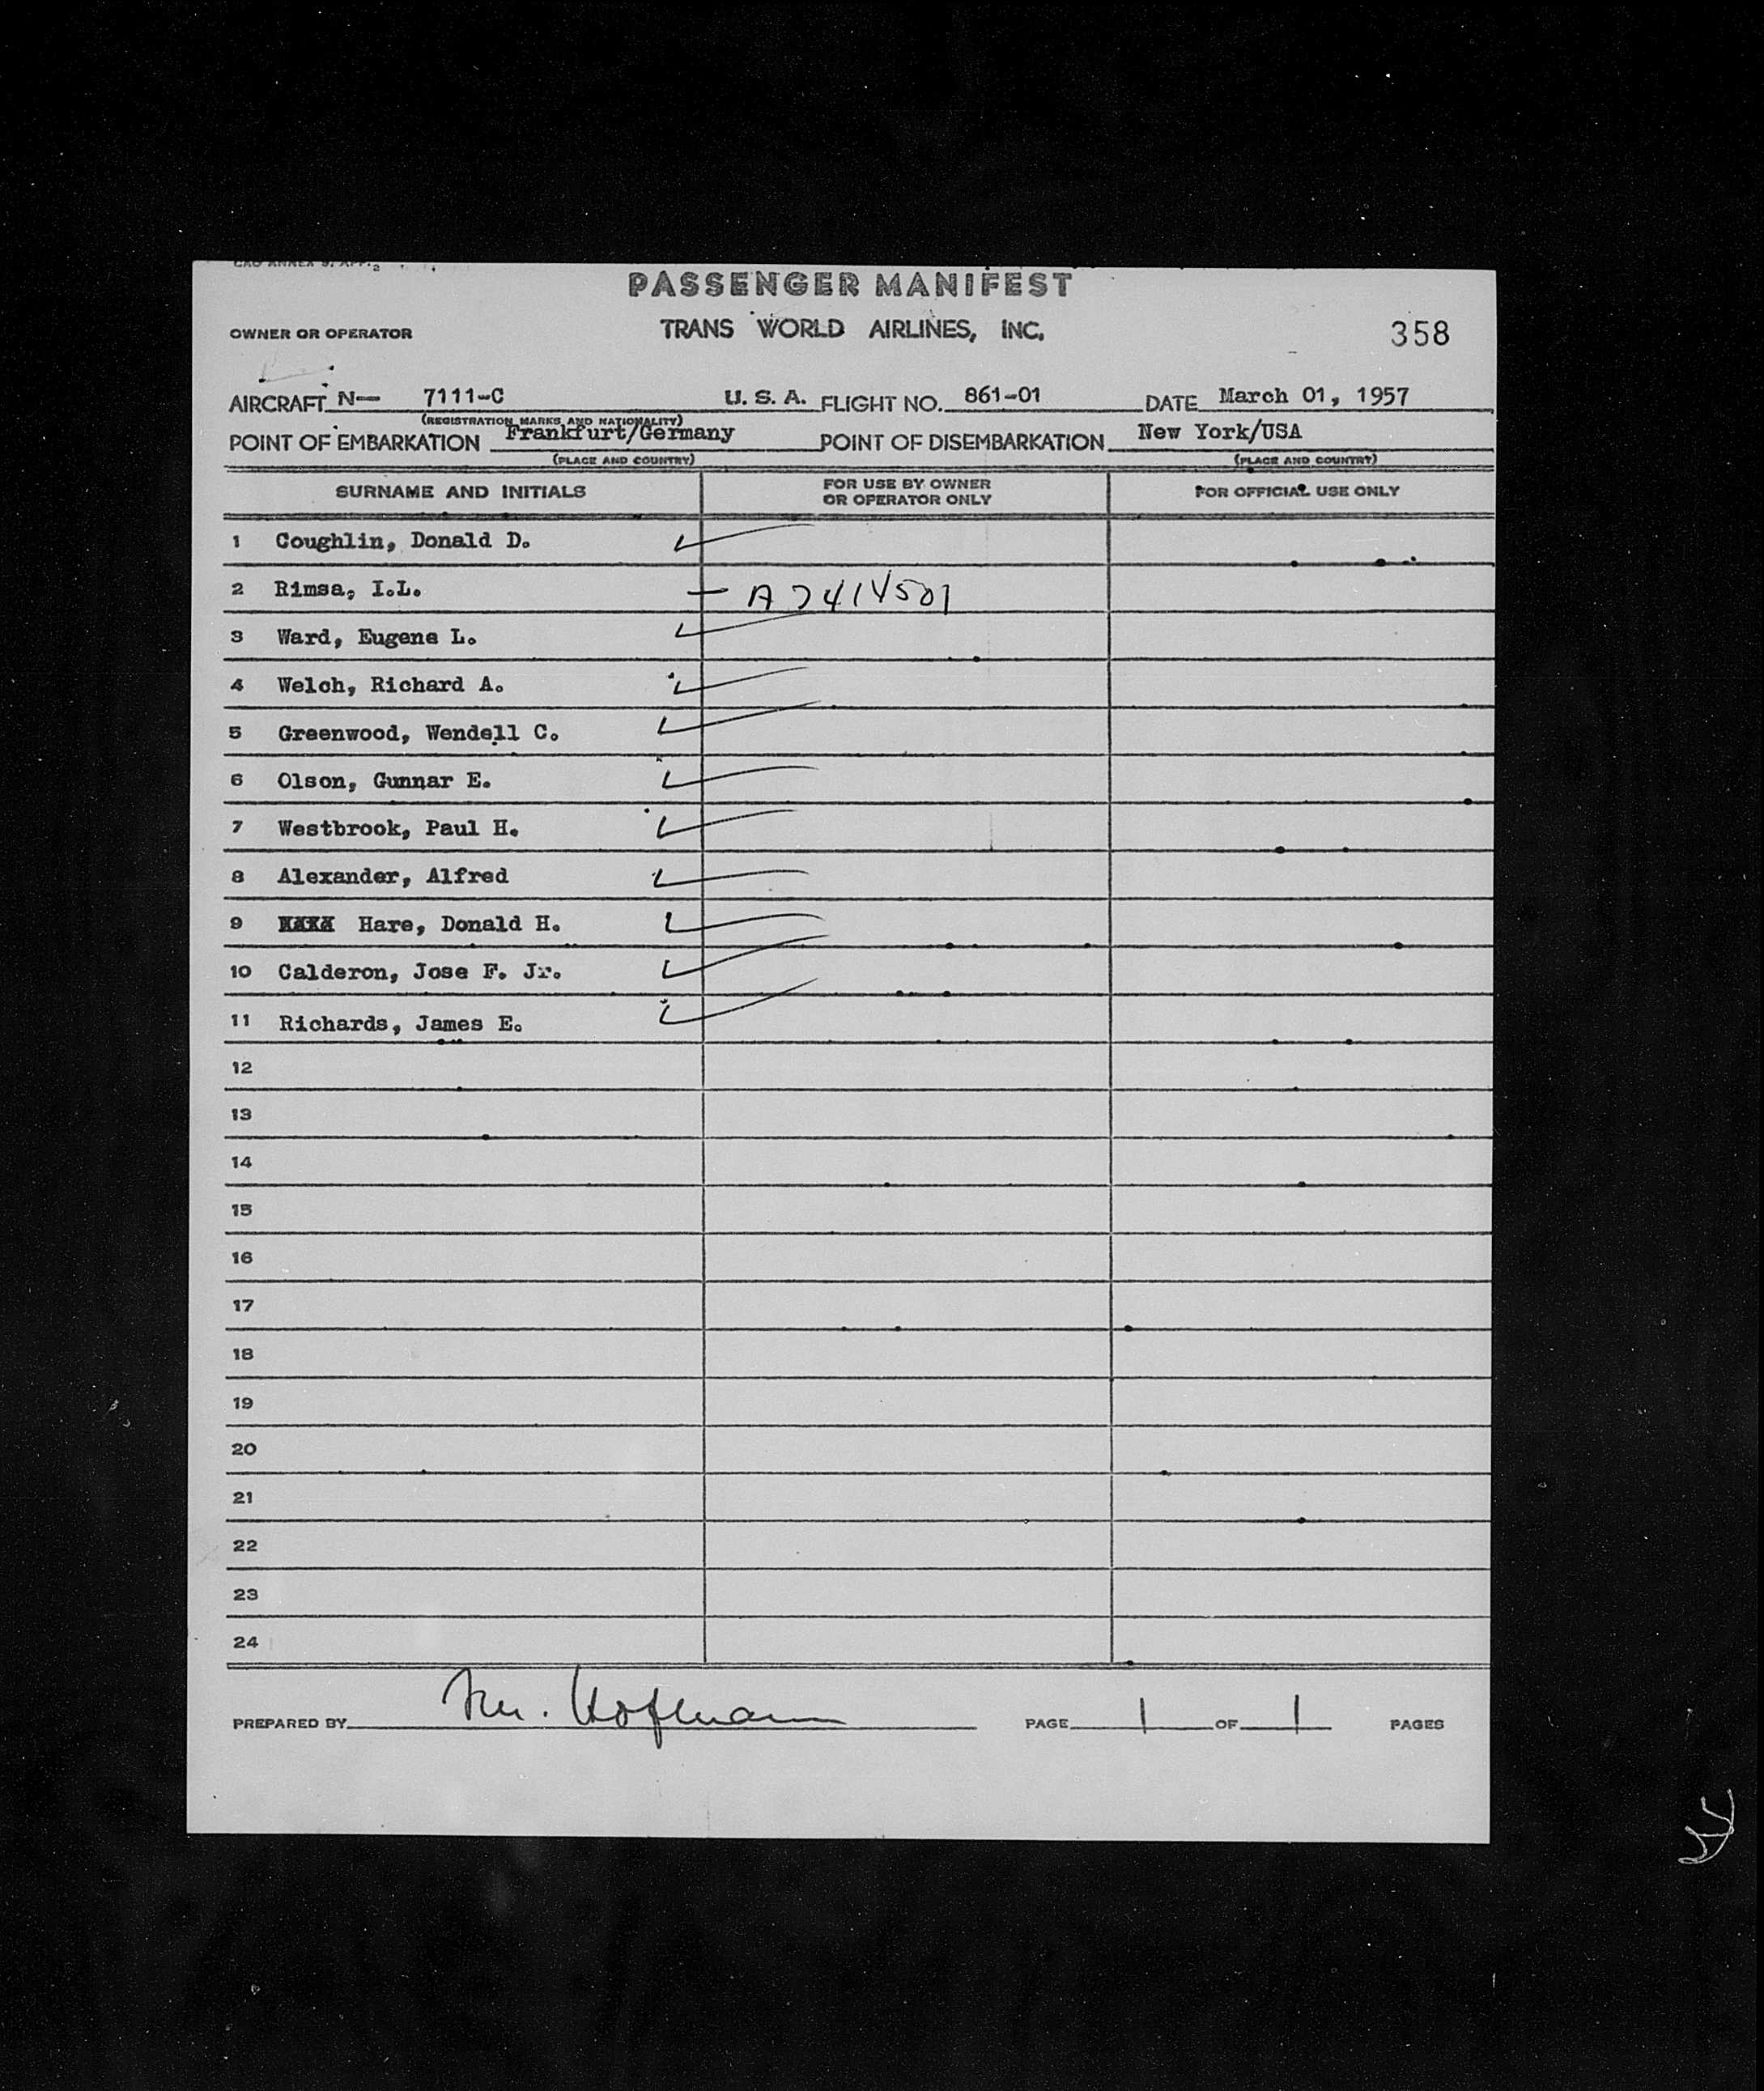 PASSENGER MANIFEST
OWNER OR OPERATOR TRANS WORLD AIRLINES, INC. 358
AIRCRAFT N— 7111-C U. S. A. FLIGHT NO. 861-01 DATE March 01, 1957
(REGISTRATION MARKS AND NATIONALITY)
POINT OF EMBARKATION Frankfurt/Germany POINT OF DISEMBARKATION New York/USA
(PLACE AND COUNTRY) (PLACE AND COUNTRY)
SURNAME AND INITIALS FOR USE BY OWNER OR OPERATOR ONLY FOR OFFICIAL USE ONLY
1 Coughlin, Donald D.
2 Rimsa, I.L. — A7414501
3 Ward, Eugene L.
4 Welch, Richard A.
5 Greenwood, Wendell C.
6 Olson, Gunnar E.
7 Westbrook, Paul H.
8 Alexander, Alfred
9 Hare, Donald H.
10 Calderon, Jose F. Jr.
11 Richards, James E.
12
13
14
15
16
17
18
19
20
21
22
23
24
PREPARED BY Hofmann PAGE 1 OF 1 PAGES